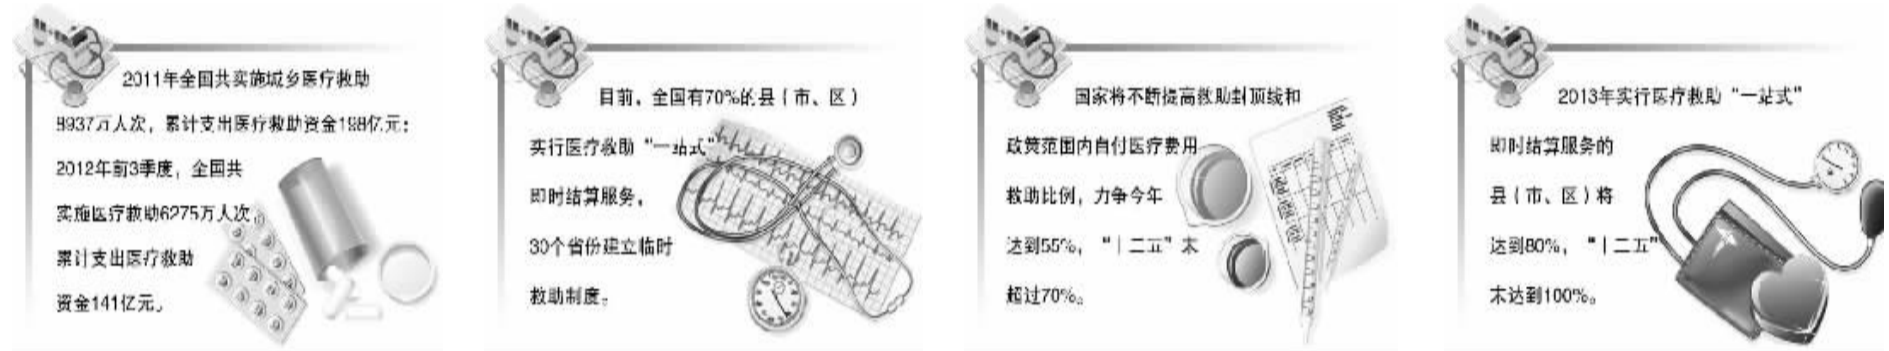 2011年全国共实施城乡医疗救助
8937万人次，累计支出医疗救助资金198亿元；
2012年前3季度，全国共
实施医疗救助6275万人次，
累计支出医疗救助
资金141亿元。
目前，全国有70%的县（市、区）
实行医疗救助“一站式”
即时结算服务，
30个省份建立临时
救助制度。
国家将不断提高救助封顶线和
政策范围内自付医疗费用
救助比例，力争今年
达到55%，“十二五”末
超过70%。
2013年实行医疗救助“一站式”
即时结算服务的
县（市、区）将
达到80%，“十二五”
末达到100%。